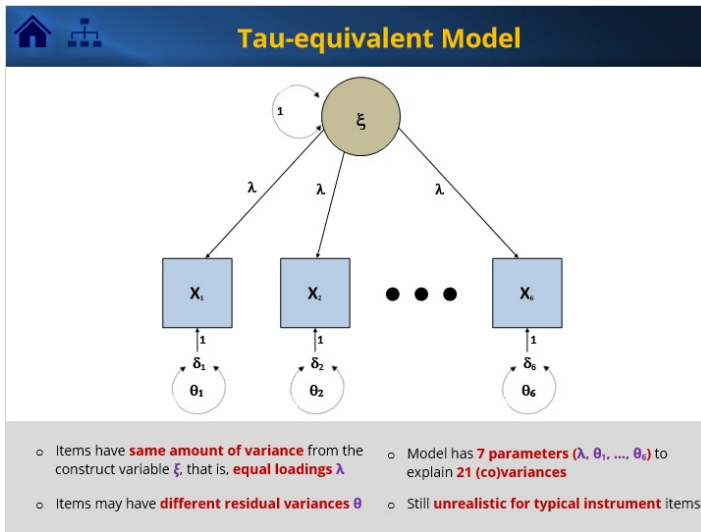 Tau-equivalent Model
1
ξ
λ λ λ
X₁ X₂ X₆
1 1 1
δ₁ δ₂ δ₆
θ₁ θ₂ θ₆
○ Items have same amount of variance from the
construct variable ξ, that is, equal loadings λ
○ Items may have different residual variances θ
○ Model has 7 parameters (λ, θ₁, ..., θ₆) to
explain 21 (co)variances
○ Still unrealistic for typical instrument items